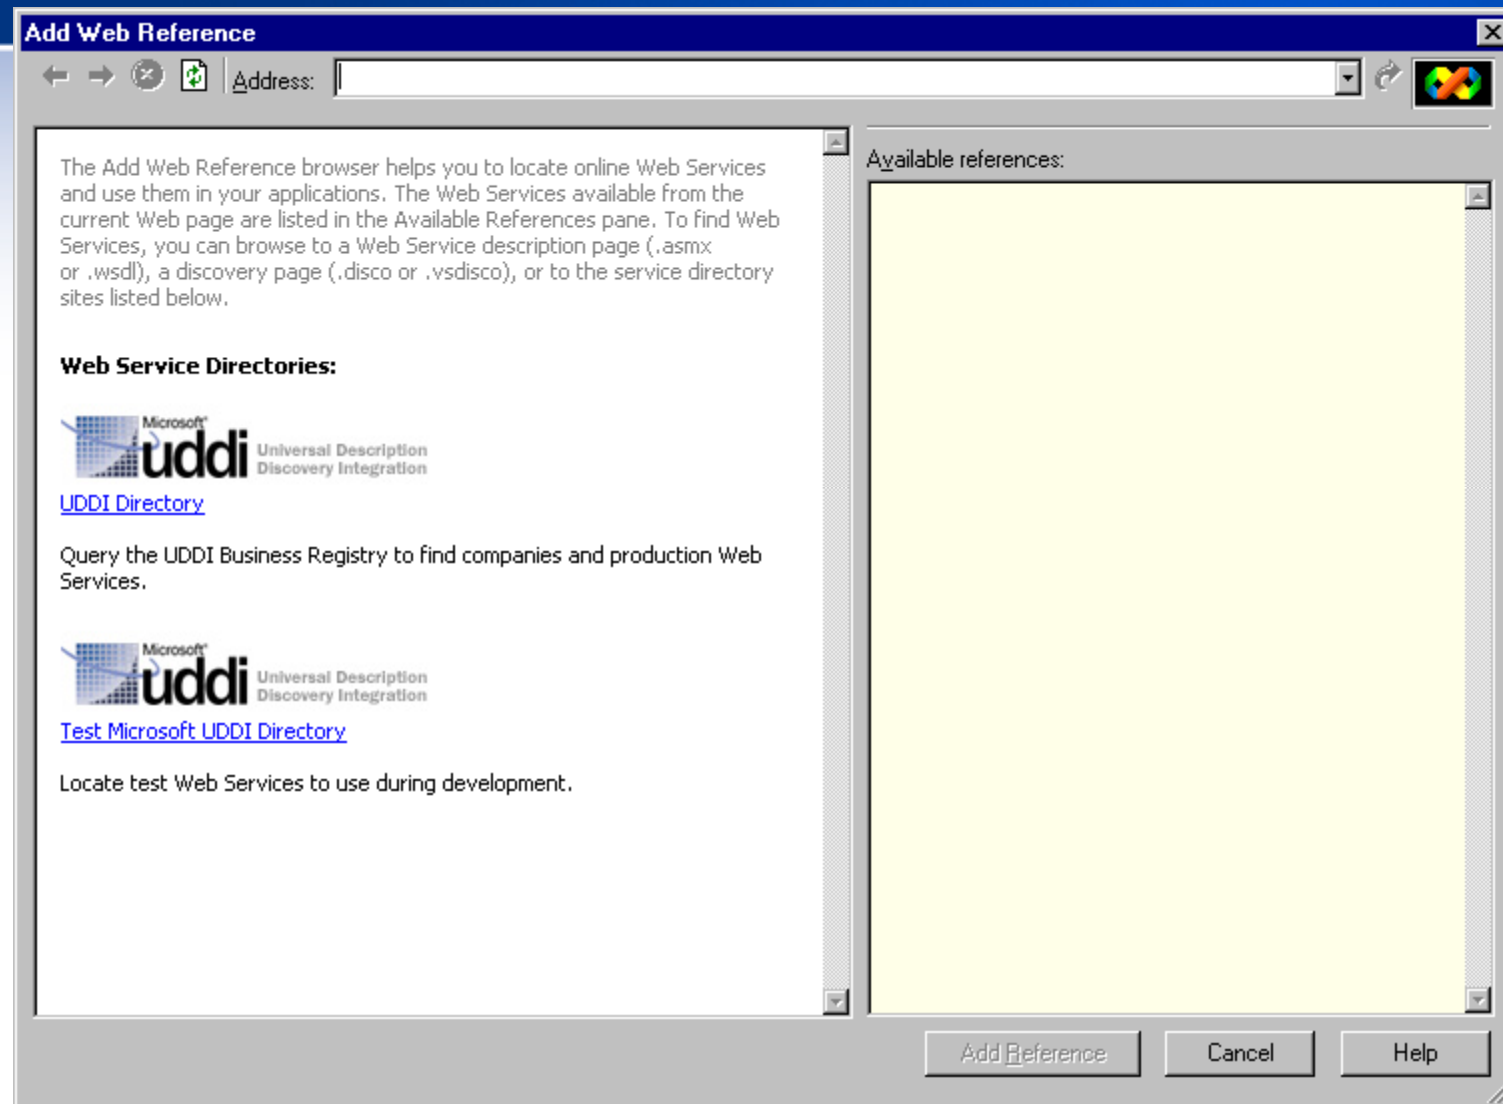 Add Web Reference
Address:
The Add Web Reference browser helps you to locate online Web Services
and use them in your applications. The Web Services available from the
current Web page are listed in the Available References pane. To find Web
Services, you can browse to a Web Service description page (.asmx
or .wsdl), a discovery page (.disco or .vsdisco), or to the service directory
sites listed below.
Web Service Directories:
Microsoft®
uddi Universal Description
Discovery Integration
UDDI Directory
Query the UDDI Business Registry to find companies and production Web
Services.
Microsoft®
uddi Universal Description
Discovery Integration
Test Microsoft UDDI Directory
Locate test Web Services to use during development.
Available references:
Add Reference
Cancel
Help